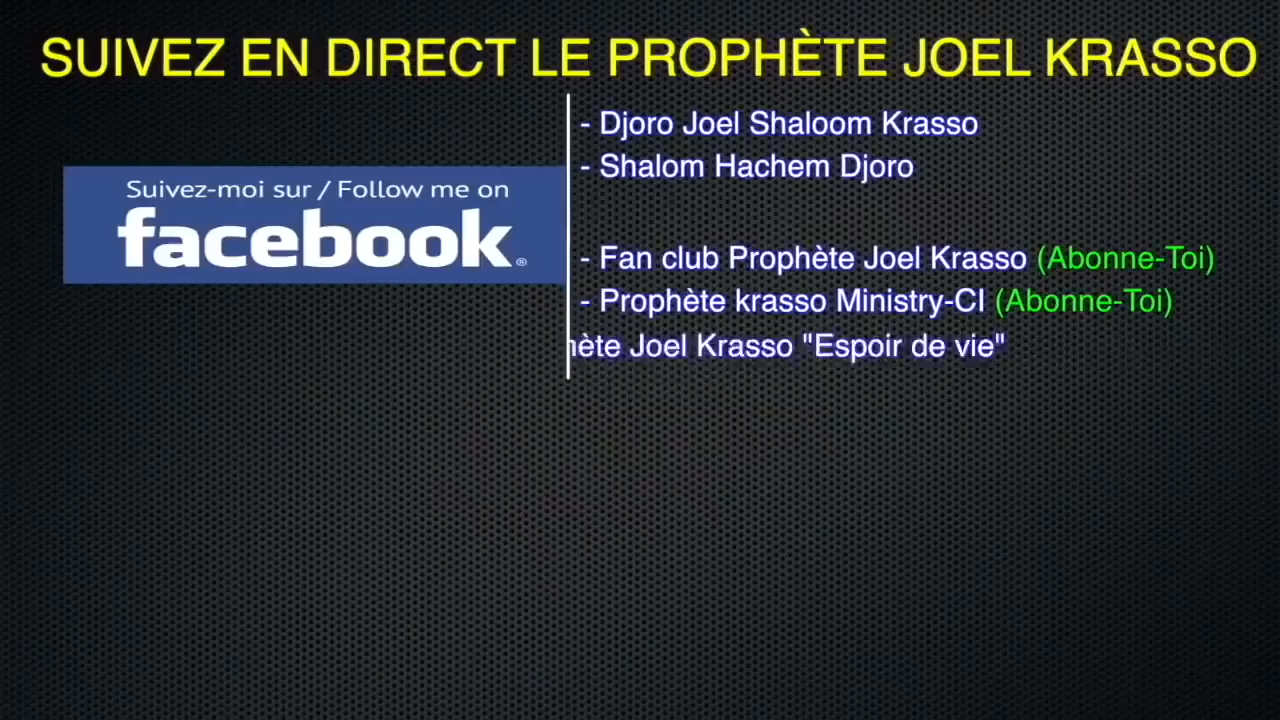 SUIVEZ EN DIRECT LE PROPHÈTE JOEL KRASSO
Suivez-moi sur / Follow me on
facebook®
- Djoro Joel Shaloom Krasso
- Shalom Hachem Djoro
- Fan club Prophète Joel Krasso (Abonne-Toi)
- Prophète krasso Ministry-CI (Abonne-Toi)
Joel Krasso "Espoir de vie"